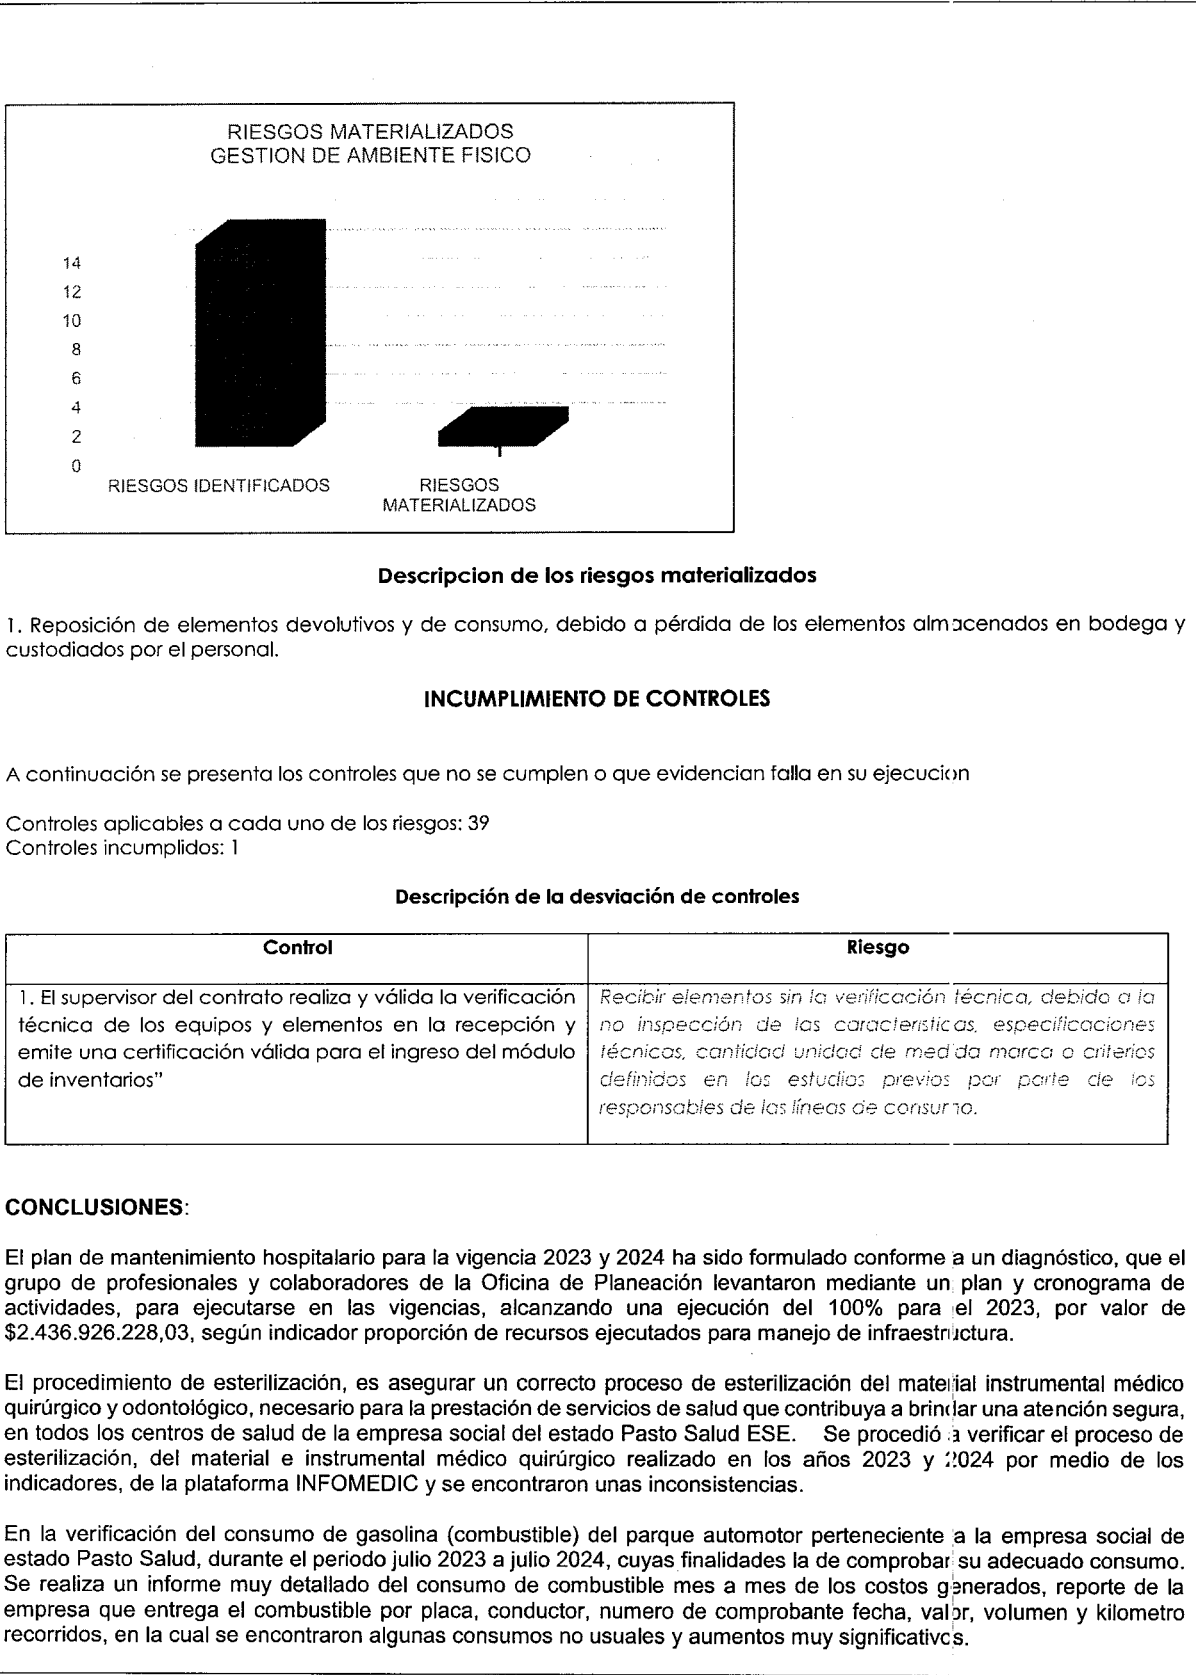 RIESGOS MATERIALIZADOS
GESTION DE AMBIENTE FISICO
14
12
10
8
6
4
2
0
RIESGOS IDENTIFICADOS
RIESGOS
MATERIALIZADOS
Descripcion de los riesgos materializados
1. Reposición de elementos devolutivos y de consumo, debido a pérdida de los elementos almacenados en bodega y
custodiados por el personal.
INCUMPLIMIENTO DE CONTROLES
A continuación se presenta los controles que no se cumplen o que evidencian falla en su ejecucion
Controles aplicables a cada uno de los riesgos: 39
Controles incumplidos: 1
Descripción de la desviación de controles
Control
Riesgo
1. El supervisor del contrato realiza y válida la verificación
técnica de los equipos y elementos en la recepción y
emite una certificación válida para el ingreso del módulo
de inventarios"
Recibir elementos sin la verificación técnica, debido a la
no inspección de las características, especificaciones
técnicas, cantidad unidad de medida marca o criterios
definidos en los estudios previos por parte de los
responsables de las líneas de consumo.
CONCLUSIONES:
El plan de mantenimiento hospitalario para la vigencia 2023 y 2024 ha sido formulado conforme a un diagnóstico, que el
grupo de profesionales y colaboradores de la Oficina de Planeación levantaron mediante un plan y cronograma de
actividades, para ejecutarse en las vigencias, alcanzando una ejecución del 100% para el 2023, por valor de
$2.436.926.228,03, según indicador proporción de recursos ejecutados para manejo de infraestructura.
El procedimiento de esterilización, es asegurar un correcto proceso de esterilización del material instrumental médico
quirúrgico y odontológico, necesario para la prestación de servicios de salud que contribuya a brindar una atención segura,
en todos los centros de salud de la empresa social del estado Pasto Salud ESE. Se procedió a verificar el proceso de
esterilización, del material e instrumental médico quirúrgico realizado en los años 2023 y 2024 por medio de los
indicadores, de la plataforma INFOMEDIC y se encontraron unas inconsistencias.
En la verificación del consumo de gasolina (combustible) del parque automotor perteneciente a la empresa social de
estado Pasto Salud, durante el periodo julio 2023 a julio 2024, cuyas finalidades la de comprobar su adecuado consumo.
Se realiza un informe muy detallado del consumo de combustible mes a mes de los costos generados, reporte de la
empresa que entrega el combustible por placa, conductor, numero de comprobante fecha, valor, volumen y kilometro
recorridos, en la cual se encontraron algunas consumos no usuales y aumentos muy significativos.